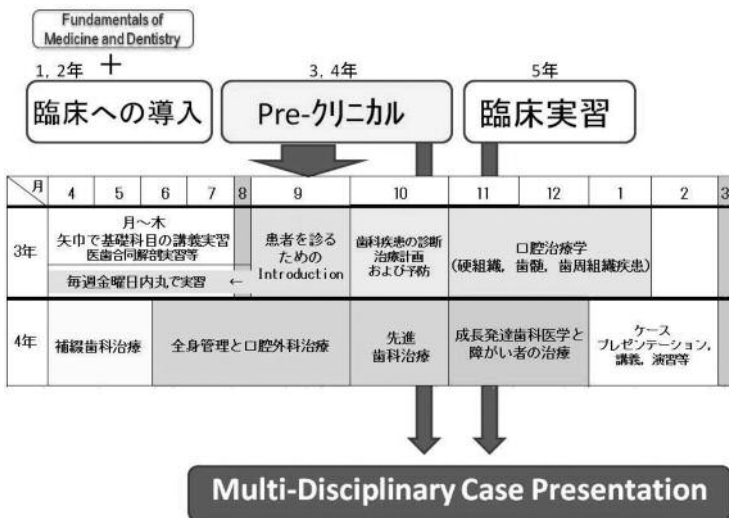 Fundamentals of
Medicine and Dentistry
1, 2年
+
3, 4年
5年
臨床への導入
Pre-クリニカル
臨床実習
月
4
5
6
7
8
9
10
11
12
1
2
3
3年
月～木
矢巾で基礎科目の講義実習
医歯合同解剖実習等
毎週金曜日内丸で実習 ←
患者を診る
ための
Introduction
歯科疾患の診断
治療計画
および予防
口腔治療学
(硬組織, 歯髄, 歯周組織疾患)
4年
補綴歯科治療
全身管理と口腔外科治療
先進
歯科治療
成長発達歯科医学と
障がい者の治療
ケース
プレゼンテーション,
講義, 演習等
Multi-Disciplinary Case Presentation